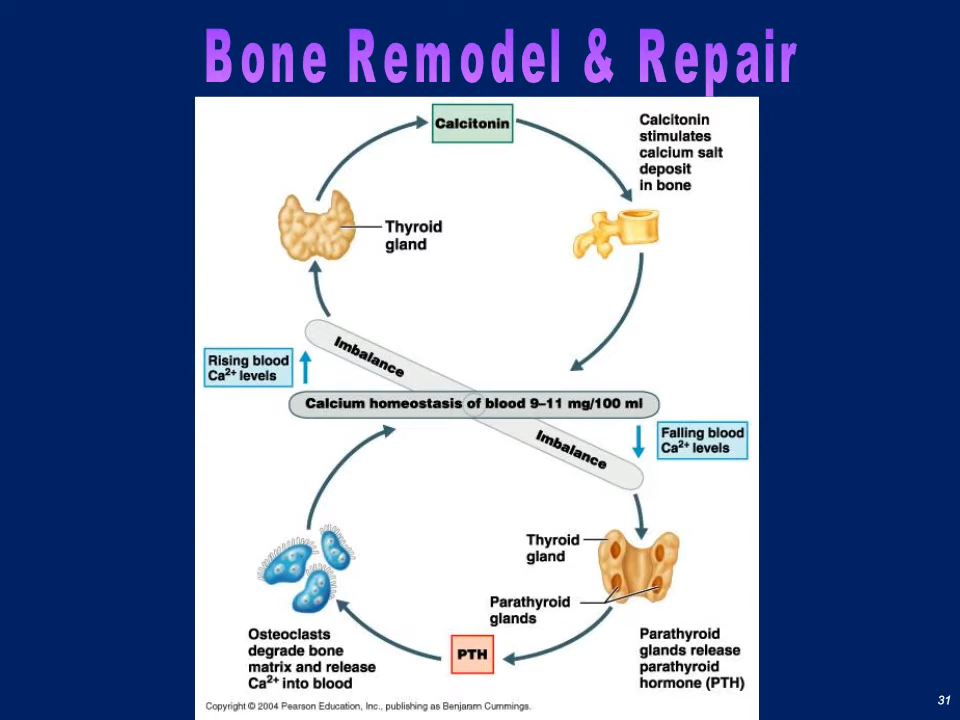 Bone Remodel & Repair
Calcitonin
Calcitonin
stimulates
calcium salt
deposit
in bone
Thyroid
gland
Imbalance
Rising blood
Ca²⁺ levels
Calcium homeostasis of blood 9–11 mg/100 ml
Imbalance
Falling blood
Ca²⁺ levels
Thyroid
gland
Parathyroid
glands
Osteoclasts
degrade bone
matrix and release
Ca²⁺ into blood
PTH
Parathyroid
glands release
parathyroid
hormone (PTH)
Copyright © 2004 Pearson Education, Inc., publishing as Benjamin Cummings.
31